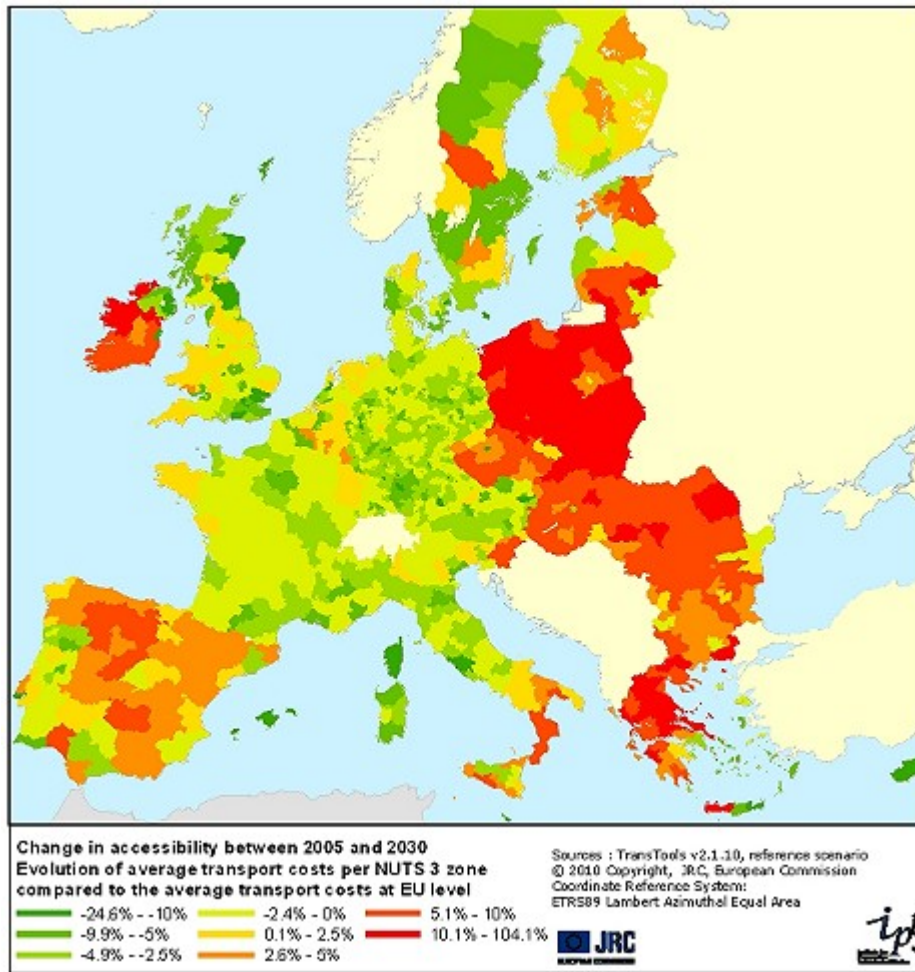 Change in accessibility between 2005 and 2030
Evolution of average transport costs per NUTS 3 zone
compared to the average transport costs at EU level
-24.6% - -10%
-9.9% - -5%
-4.9% - -2.5%
-2.4% - 0%
0.1% - 2.5%
2.6% - 5%
5.1% - 10%
10.1% - 104.1%
Sources : TransTools v2.1.10, reference scenario
© 2010 Copyright, JRC, European Commission
Coordinate Reference System:
ETRS89 Lambert Azimuthal Equal Area
JRC
EUROPEAN COMMISSION